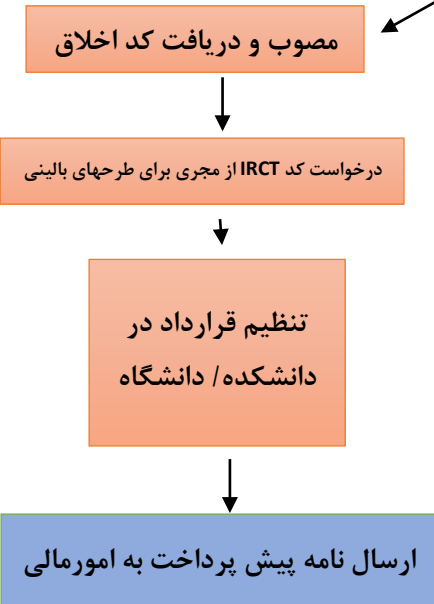 مصوب و دریافت کد اخلاق
درخواست کد IRCT از مجری برای طرحهای بالینی
تنظیم قرارداد در
دانشکده/ دانشگاه
ارسال نامه پیش پرداخت به امورمالی